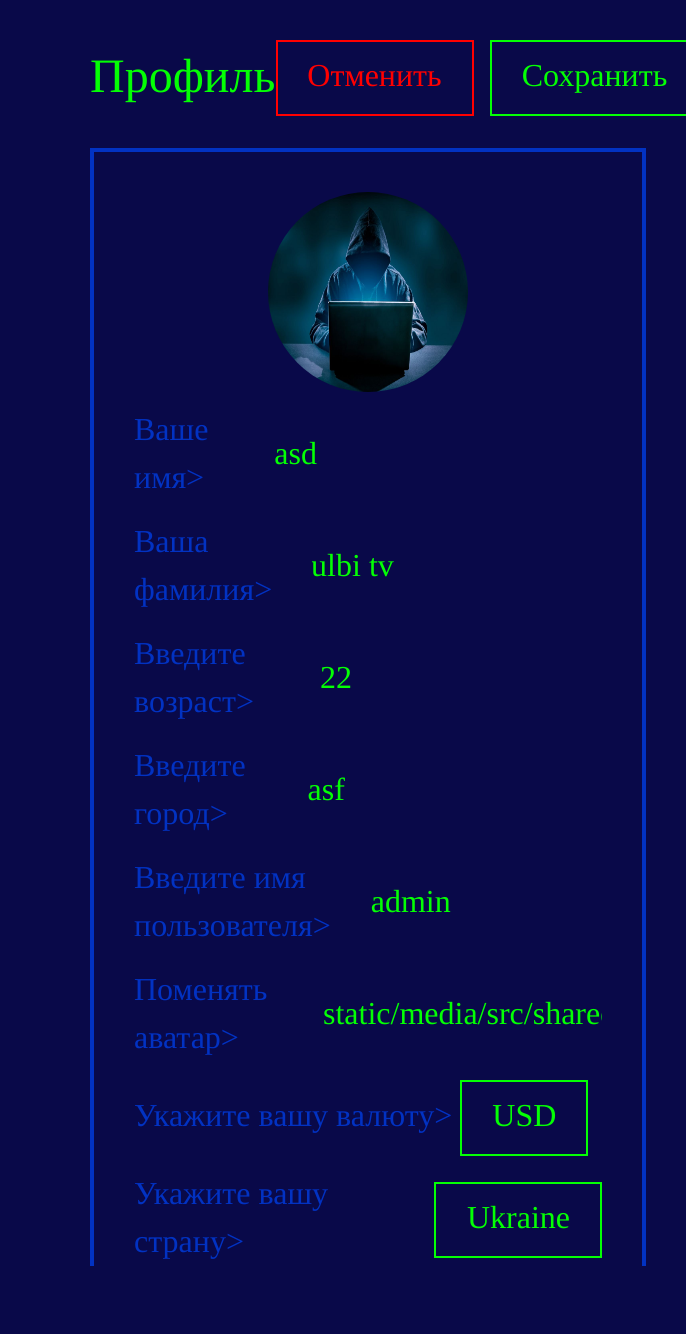 Профиль Отменить Сохранить
Ваше
имя> asd
Ваша
фамилия> ulbi tv
Введите
возраст> 22
Введите
город> asf
Введите имя
пользователя> admin
Поменять
аватар> static/media/src/share
Укажите вашу валюту> USD
Укажите вашу
страну> Ukraine